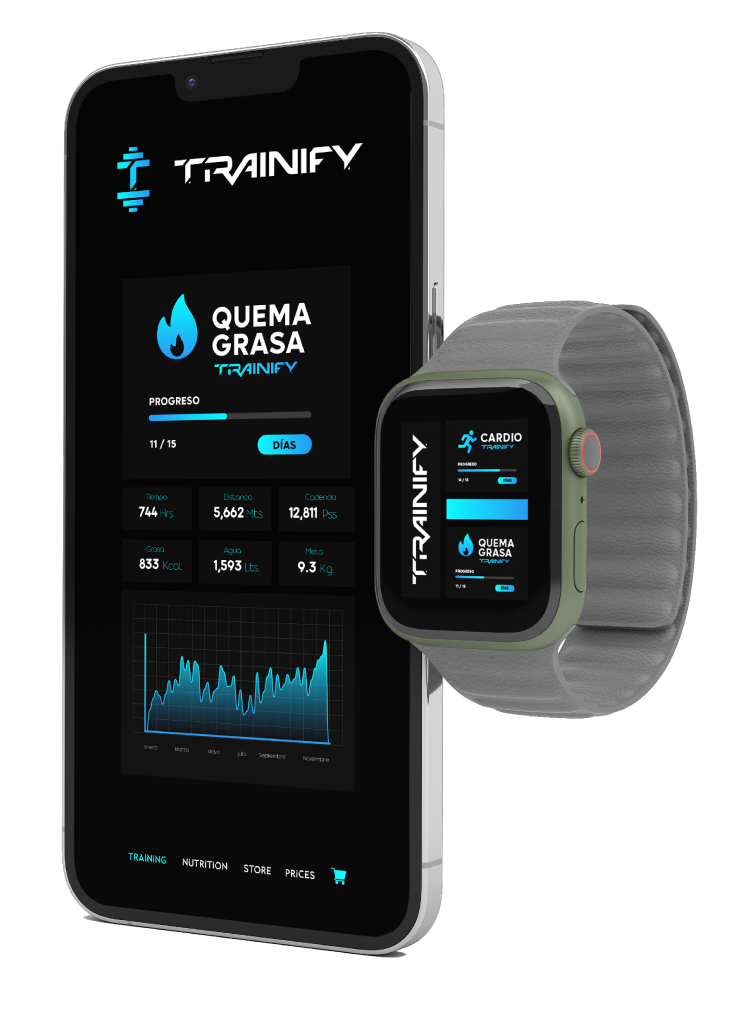 TRAINIFY
QUEMA
GRASA
TRAINIFY
PROGRESO
11 / 15
DÍAS
Tiempo
744 Hrs.
Distancia
5,662 Mts.
Cadencia
12,811 Pss
Grasa
833 Kcal
Agua
1,593 Lts
Meta
9.3 Kg
Enero Marzo Mayo Julio Septiembre Noviembre
TRAINING NUTRITION STORE PRICES
TRAINIFY
CARDIO
TRAINIFY
PROGRESO
DÍAS
QUEMA
GRASA
TRAINIFY
PROGRESO
11 / 15
DÍAS